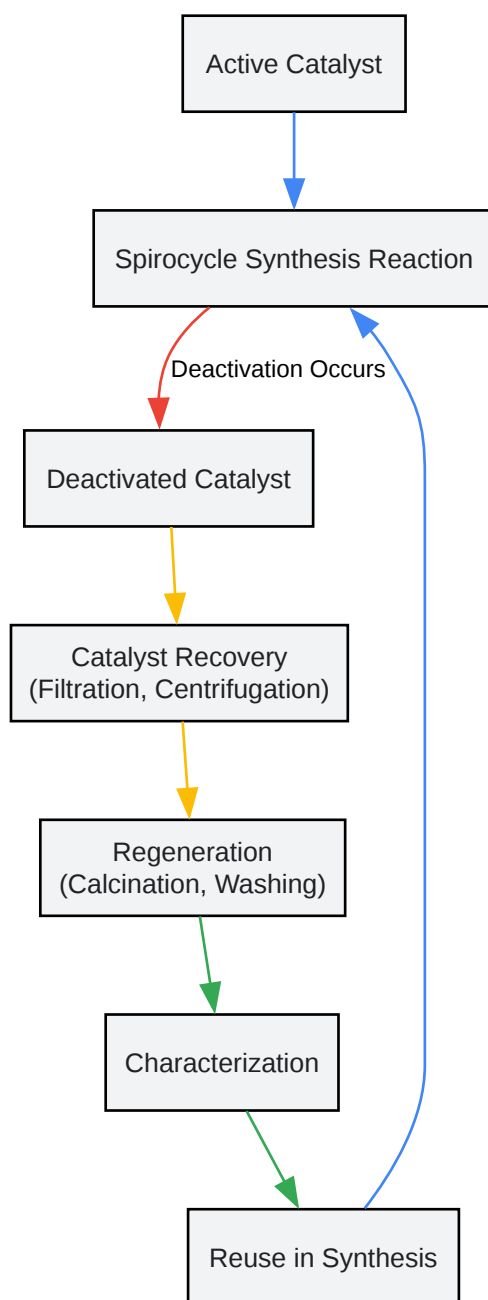 Active Catalyst
Spirocycle Synthesis Reaction
Deactivation Occurs
Deactivated Catalyst
Catalyst Recovery
(Filtration, Centrifugation)
Regeneration
(Calcination, Washing)
Characterization
Reuse in Synthesis